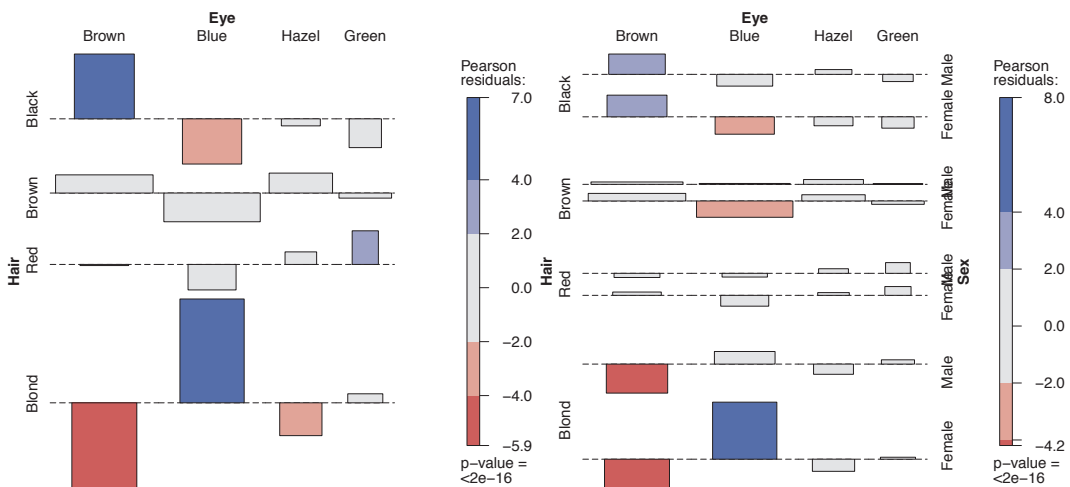 Eye
Brown
Blue
Hazel
Green
Hair
Black
Brown
Red
Blond
Pearson
residuals:
7.0
4.0
2.0
0.0
−2.0
−4.0
−5.9
p−value =
<2e−16
Eye
Brown
Blue
Hazel
Green
Hair
Black
Brown
Red
Blond
Sex
Male
Female
Male
Female
Male
Female
Male
Female
Pearson
residuals:
8.0
4.0
2.0
0.0
−2.0
−4.2
p−value =
<2e−16